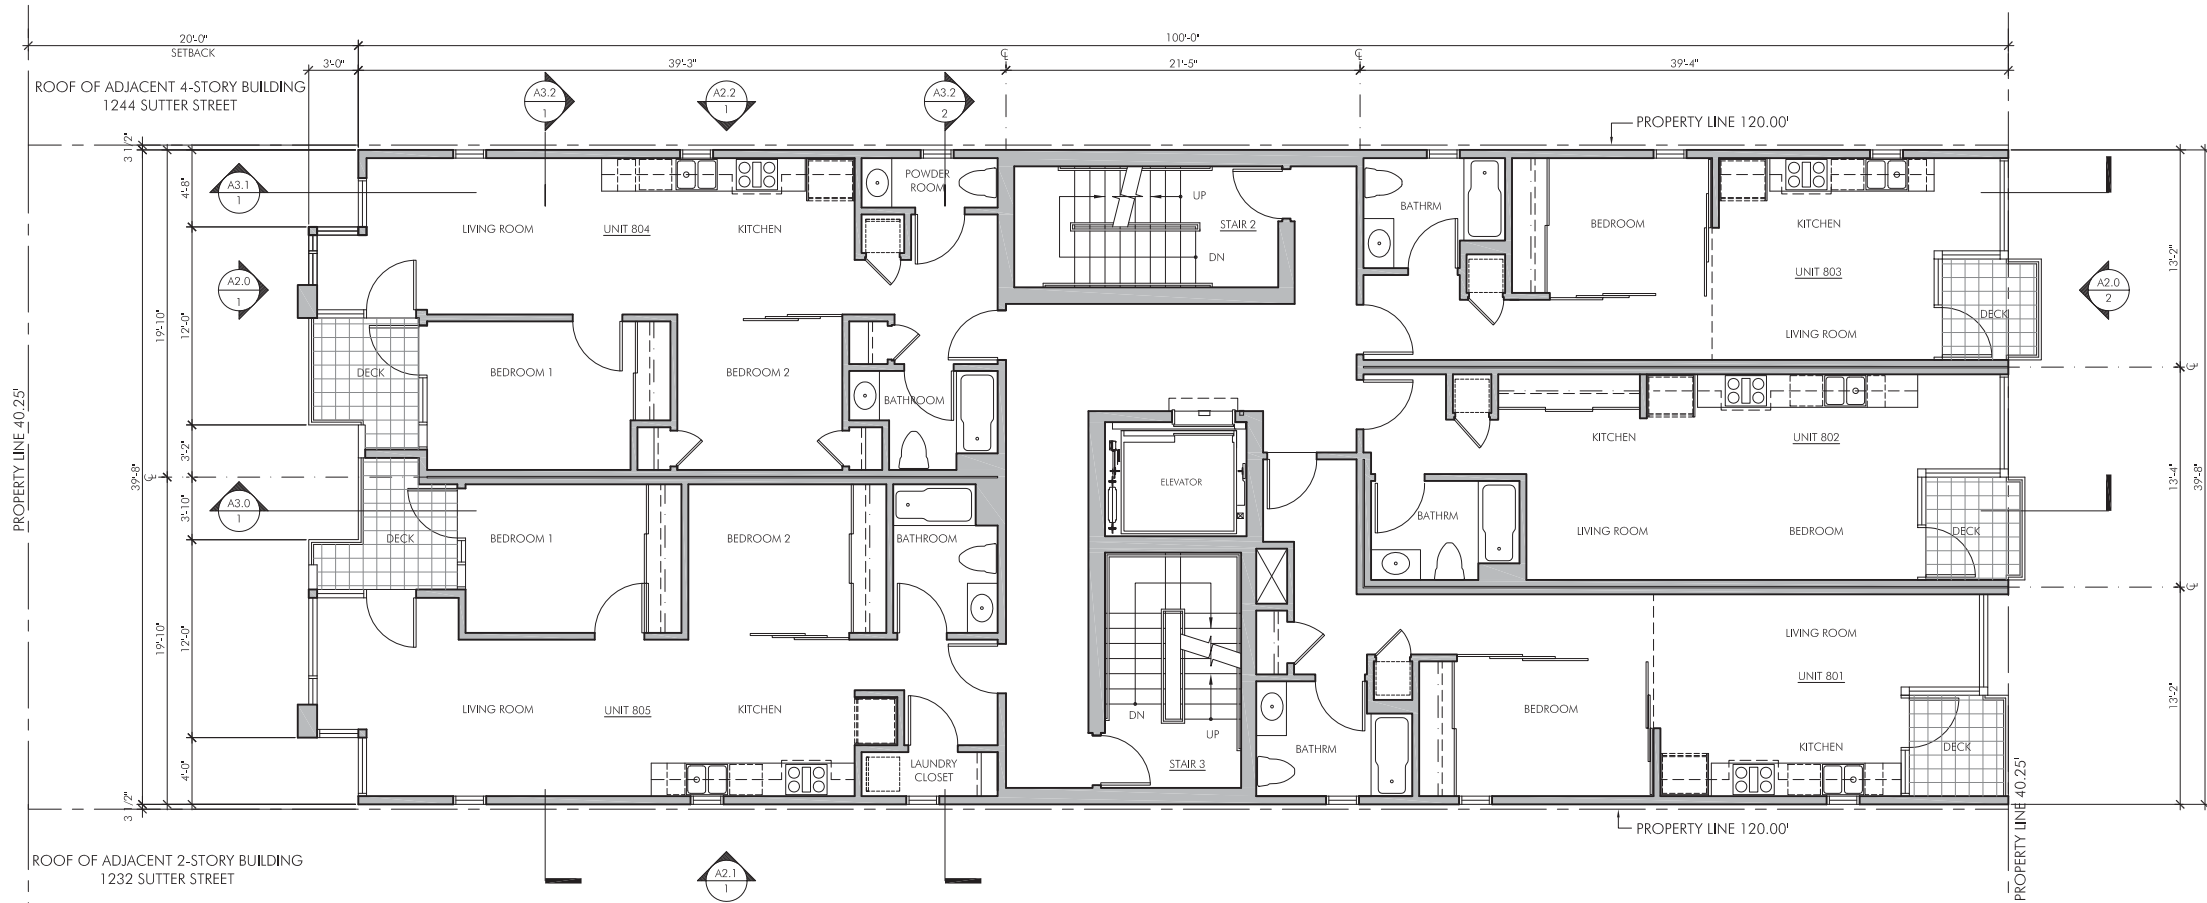 20'-0"
SETBACK
100'-0"
3'-0"
39'-3"
℄
21'-5"
℄
39'-4"
ROOF OF ADJACENT 4-STORY BUILDING
1244 SUTTER STREET
A3.2
1
A2.2
1
A3.2
2
PROPERTY LINE 120.00'
3 1/2"
A3.1
1
4'-8"
POWDER
ROOM
UP
STAIR 2
DN
BATHRM
BEDROOM
KITCHEN
LIVING ROOM
UNIT 804
KITCHEN
13'-2"
UNIT 803
A2.0
1
A2.0
2
DECK
LIVING ROOM
19'-10"
12'-0"
DECK
BEDROOM 1
BEDROOM 2
BATHROOM
℄
PROPERTY LINE 40.25'
3'-2"
39'-8"
℄
KITCHEN
UNIT 802
13'-4"
39'-8"
ELEVATOR
A3.0
1
3'-10"
DECK
BEDROOM 1
BEDROOM 2
BATHROOM
BATHRM
LIVING ROOM
BEDROOM
DECK
℄
19'-10"
12'-0"
LIVING ROOM
UNIT 801
LIVING ROOM
UNIT 805
KITCHEN
BEDROOM
13'-2"
DN
UP
BATHRM
KITCHEN
DECK
4'-0"
LAUNDRY
CLOSET
STAIR 3
3 1/2"
PROPERTY LINE 120.00'
PROPERTY LINE 40.25'
ROOF OF ADJACENT 2-STORY BUILDING
1232 SUTTER STREET
A2.1
1